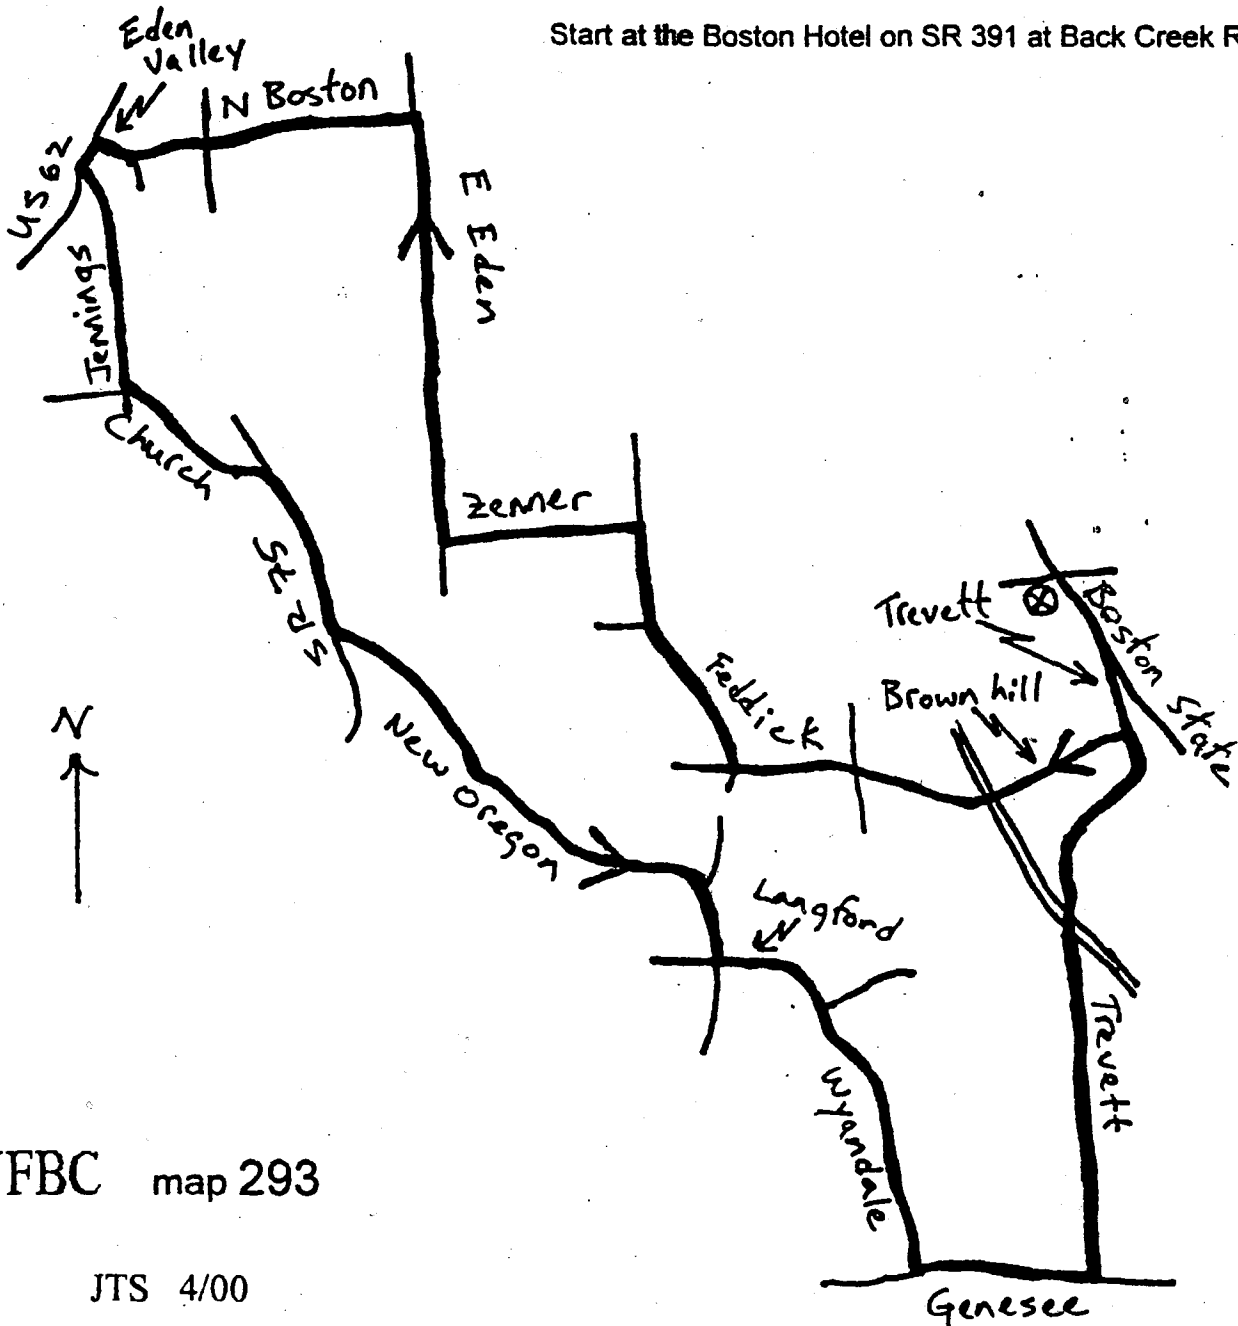 Start at the Boston Hotel on SR 391 at Back Creek R
Eden
Valley
N Boston
US 62
E Eden
Jennings
Church
Zenner
SR 75
Trevett
Boston State
Feddick
Brown hill
N
New Oregon
Langford
Trevett
Wyandale
FBC map 293
JTS 4/00
Genesee